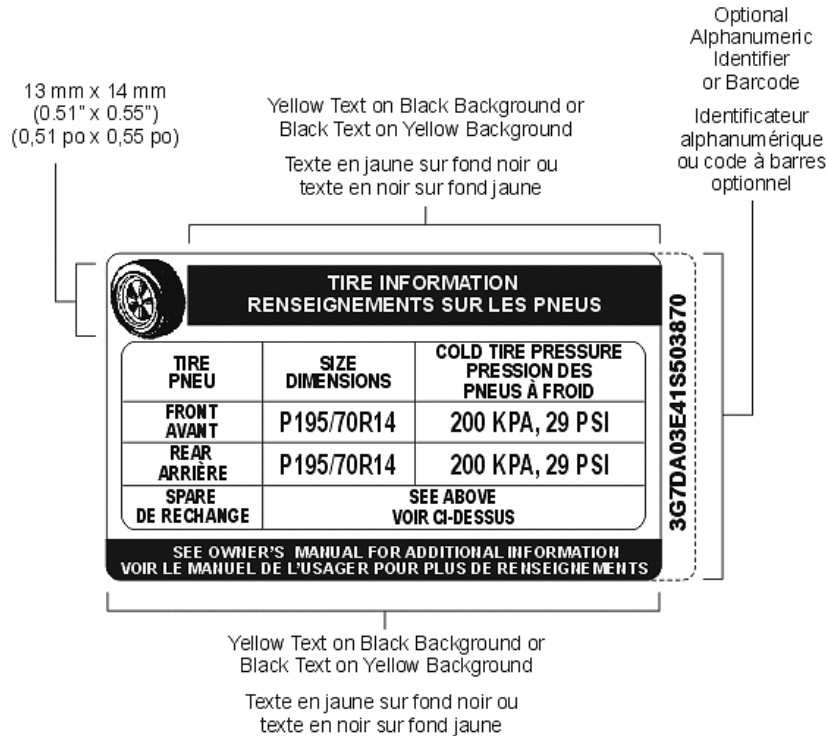 Optional
Alphanumeric
Identifier
or Barcode
Identificateur
alphanumérique
ou code à barres
optionnel
13 mm x 14 mm
(0.51" x 0.55")
(0,51 po x 0,55 po)
Yellow Text on Black Background or
Black Text on Yellow Background
Texte en jaune sur fond noir ou
texte en noir sur fond jaune
TIRE INFORMATION
RENSEIGNEMENTS SUR LES PNEUS
TIRE
PNEU
SIZE
DIMENSIONS
COLD TIRE PRESSURE
PRESSION DES
PNEUS À FROID
FRONT
AVANT
P195/70R14
200 KPA, 29 PSI
REAR
ARRIÈRE
P195/70R14
200 KPA, 29 PSI
SPARE
DE RECHANGE
SEE ABOVE
VOIR CI-DESSUS
SEE OWNER'S MANUAL FOR ADDITIONAL INFORMATION
VOIR LE MANUEL DE L'USAGER POUR PLUS DE RENSEIGNEMENTS
3G7DA03E41S503870
Yellow Text on Black Background or
Black Text on Yellow Background
Texte en jaune sur fond noir ou
texte en noir sur fond jaune